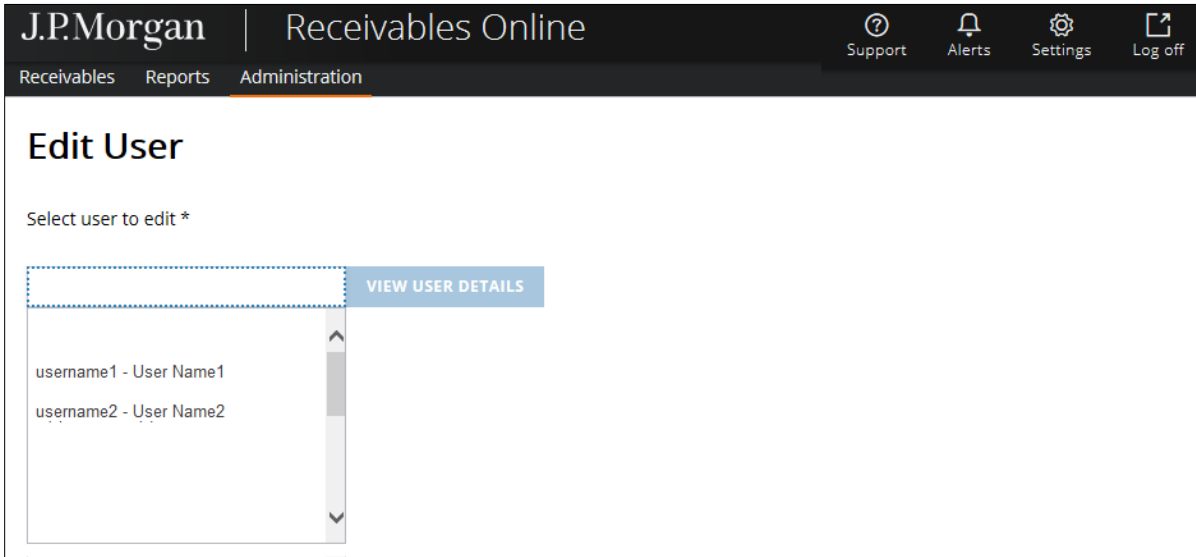 J.P.Morgan | Receivables Online
Support Alerts Settings Log off
Receivables Reports Administration
Edit User
Select user to edit *
VIEW USER DETAILS
username1 - User Name1
username2 - User Name2